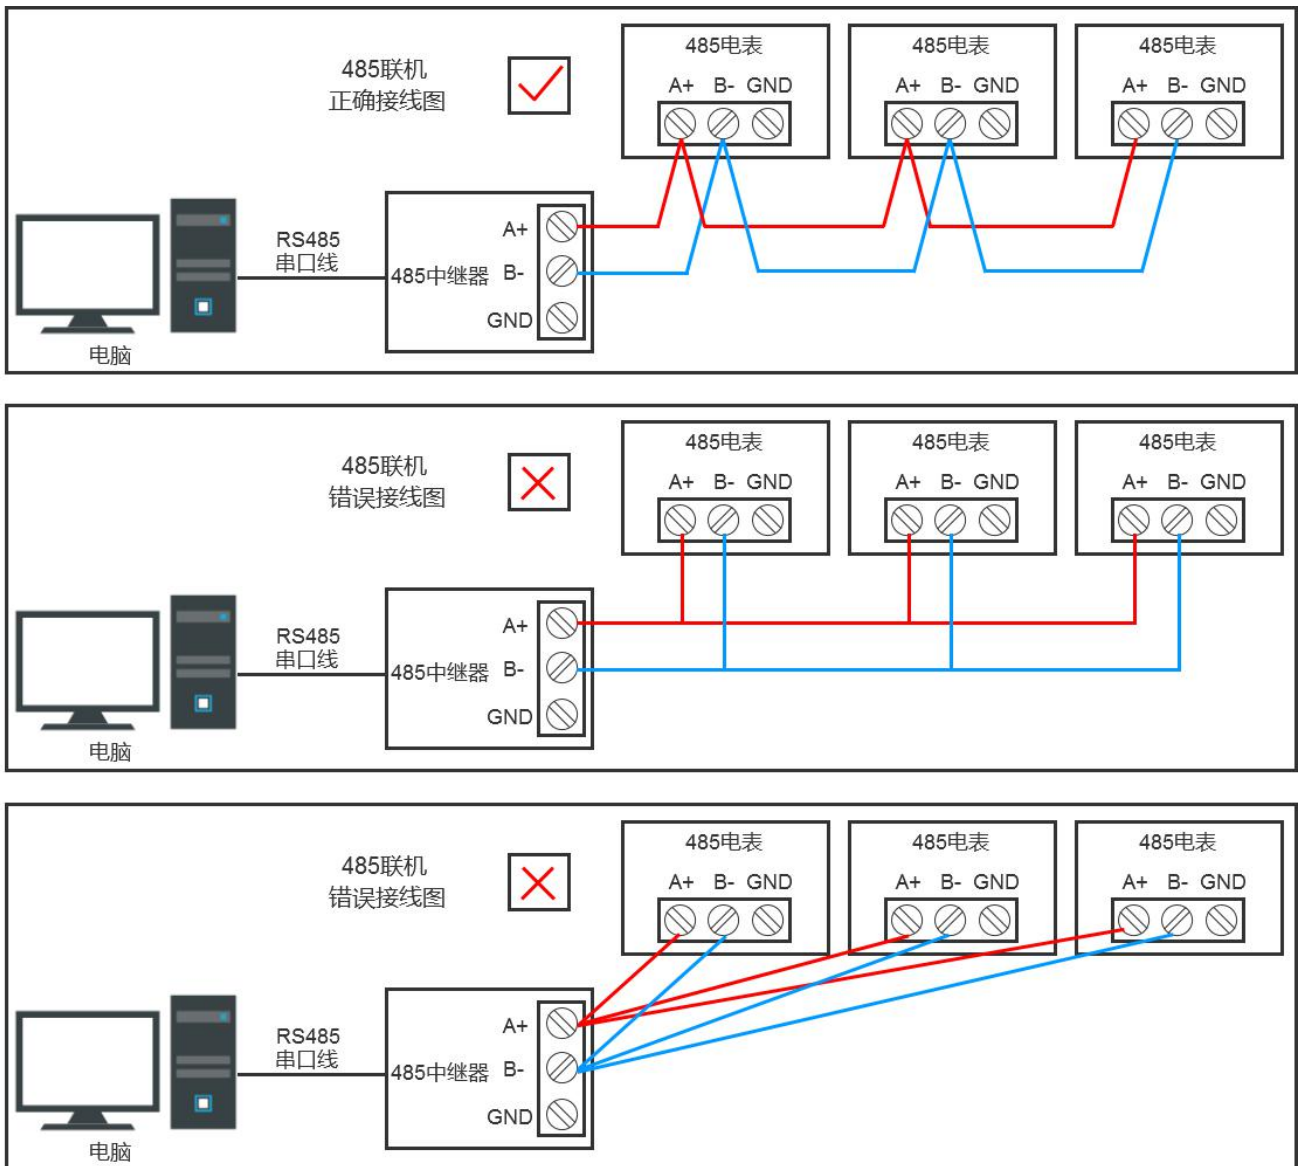 485联机
正确接线图
485电表
485电表
485电表
A+ B- GND
A+ B- GND
A+ B- GND
RS485
串口线
电脑
485中继器
A+
B-
GND
485联机
错误接线图
485电表
485电表
485电表
A+ B- GND
A+ B- GND
A+ B- GND
RS485
串口线
电脑
485中继器
A+
B-
GND
485联机
错误接线图
485电表
485电表
485电表
A+ B- GND
A+ B- GND
A+ B- GND
RS485
串口线
电脑
485中继器
A+
B-
GND